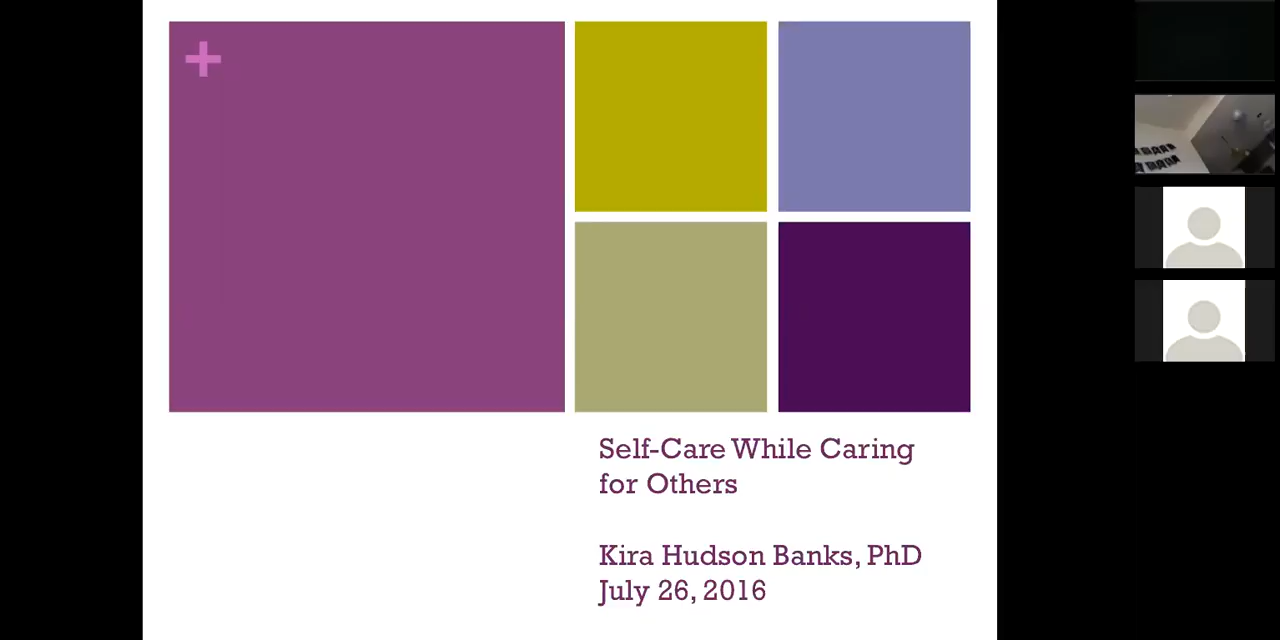 +
Self-Care While Caring
for Others
Kira Hudson Banks, PhD
July 26, 2016